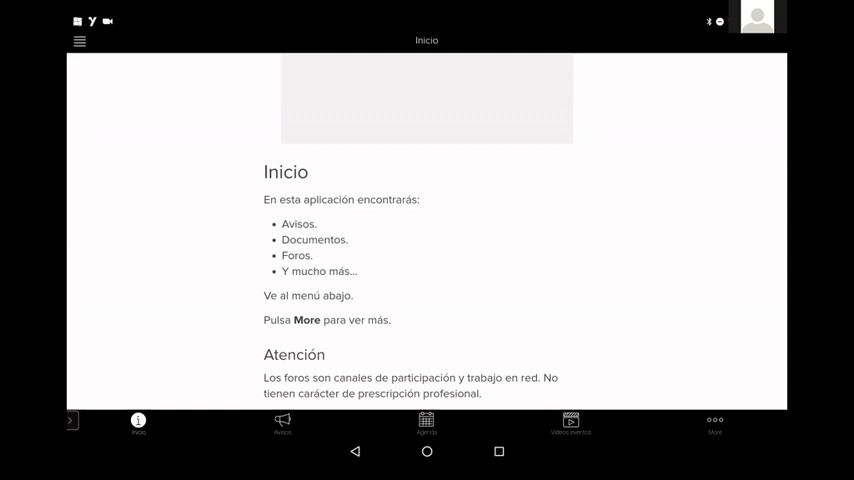 Inicio
Inicio
En esta aplicación encontrarás:
• Avisos.
• Documentos.
• Foros.
• Y mucho más...
Ve al menú abajo.
Pulsa More para ver más.
Atención
Los foros son canales de participación y trabajo en red. No
tienen carácter de prescripción profesional.
Inicio
Avisos
Agenda
Videos eventos
More